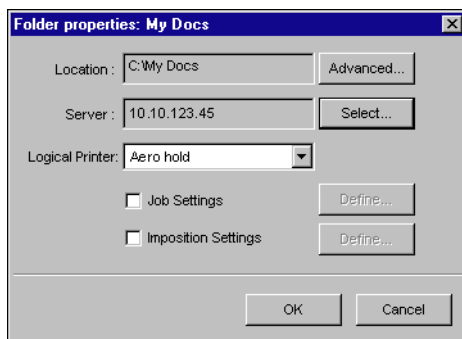 Folder properties: My Docs
Location : C:\My Docs Advanced...
Server : 10.10.123.45 Select...
Logical Printer: Aero hold
Job Settings Define...
Imposition Settings Define...
OK Cancel